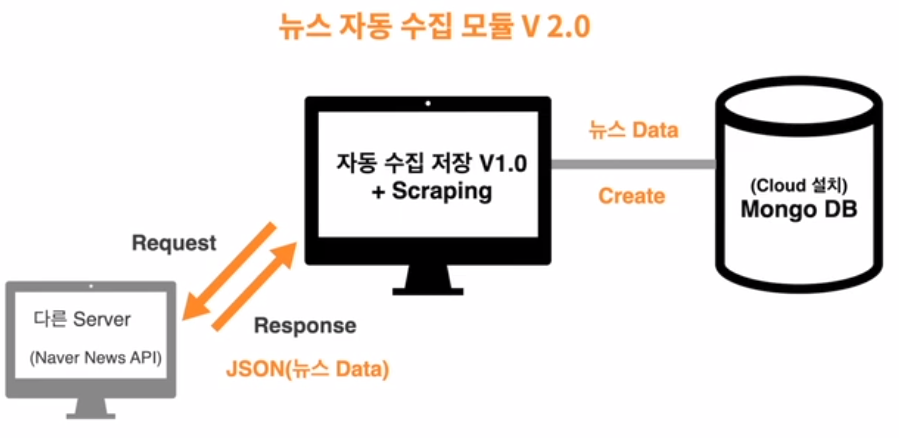 뉴스 자동 수집 모듈 V 2.0
자동 수집 저장 V1.0
+ Scraping
뉴스 Data
Create
(Cloud 설치)
Mongo DB
Request
Response
JSON(뉴스 Data)
다른 Server
(Naver News API)